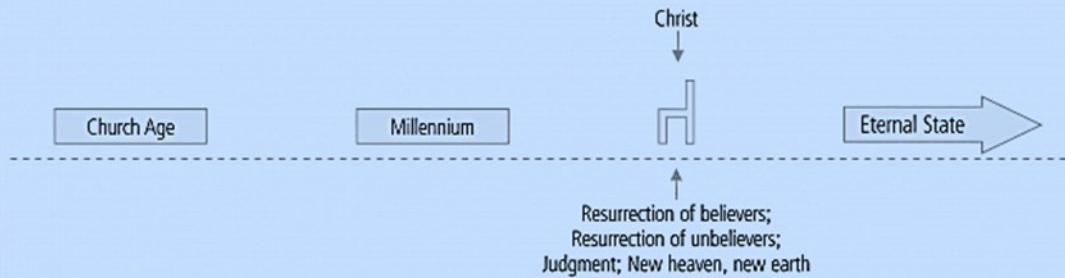 Christ
Church Age
Millennium
Eternal State
Resurrection of believers;
Resurrection of unbelievers;
Judgment; New heaven, new earth